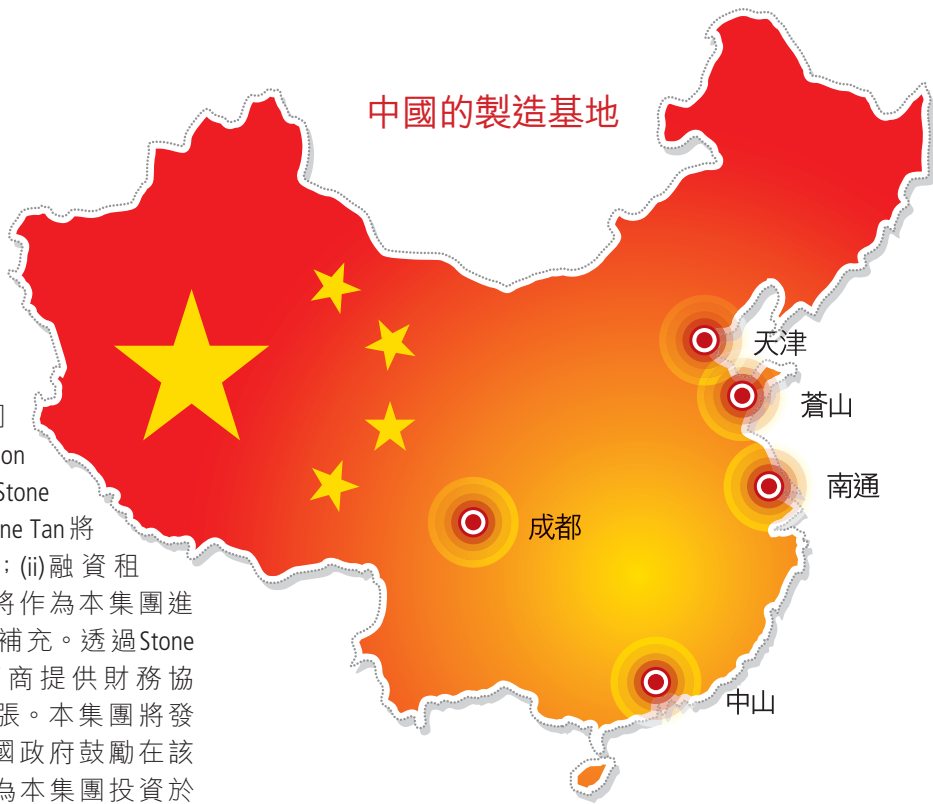 中國的製造基地
天津
蒼山
南通
成都
中山
on
Stone
ne Tan將
；(ii)融資租
將作為本集團進
補充。透過Stone
商提供財務協
張。本集團將發
國政府鼓勵在該
為本集團投資於